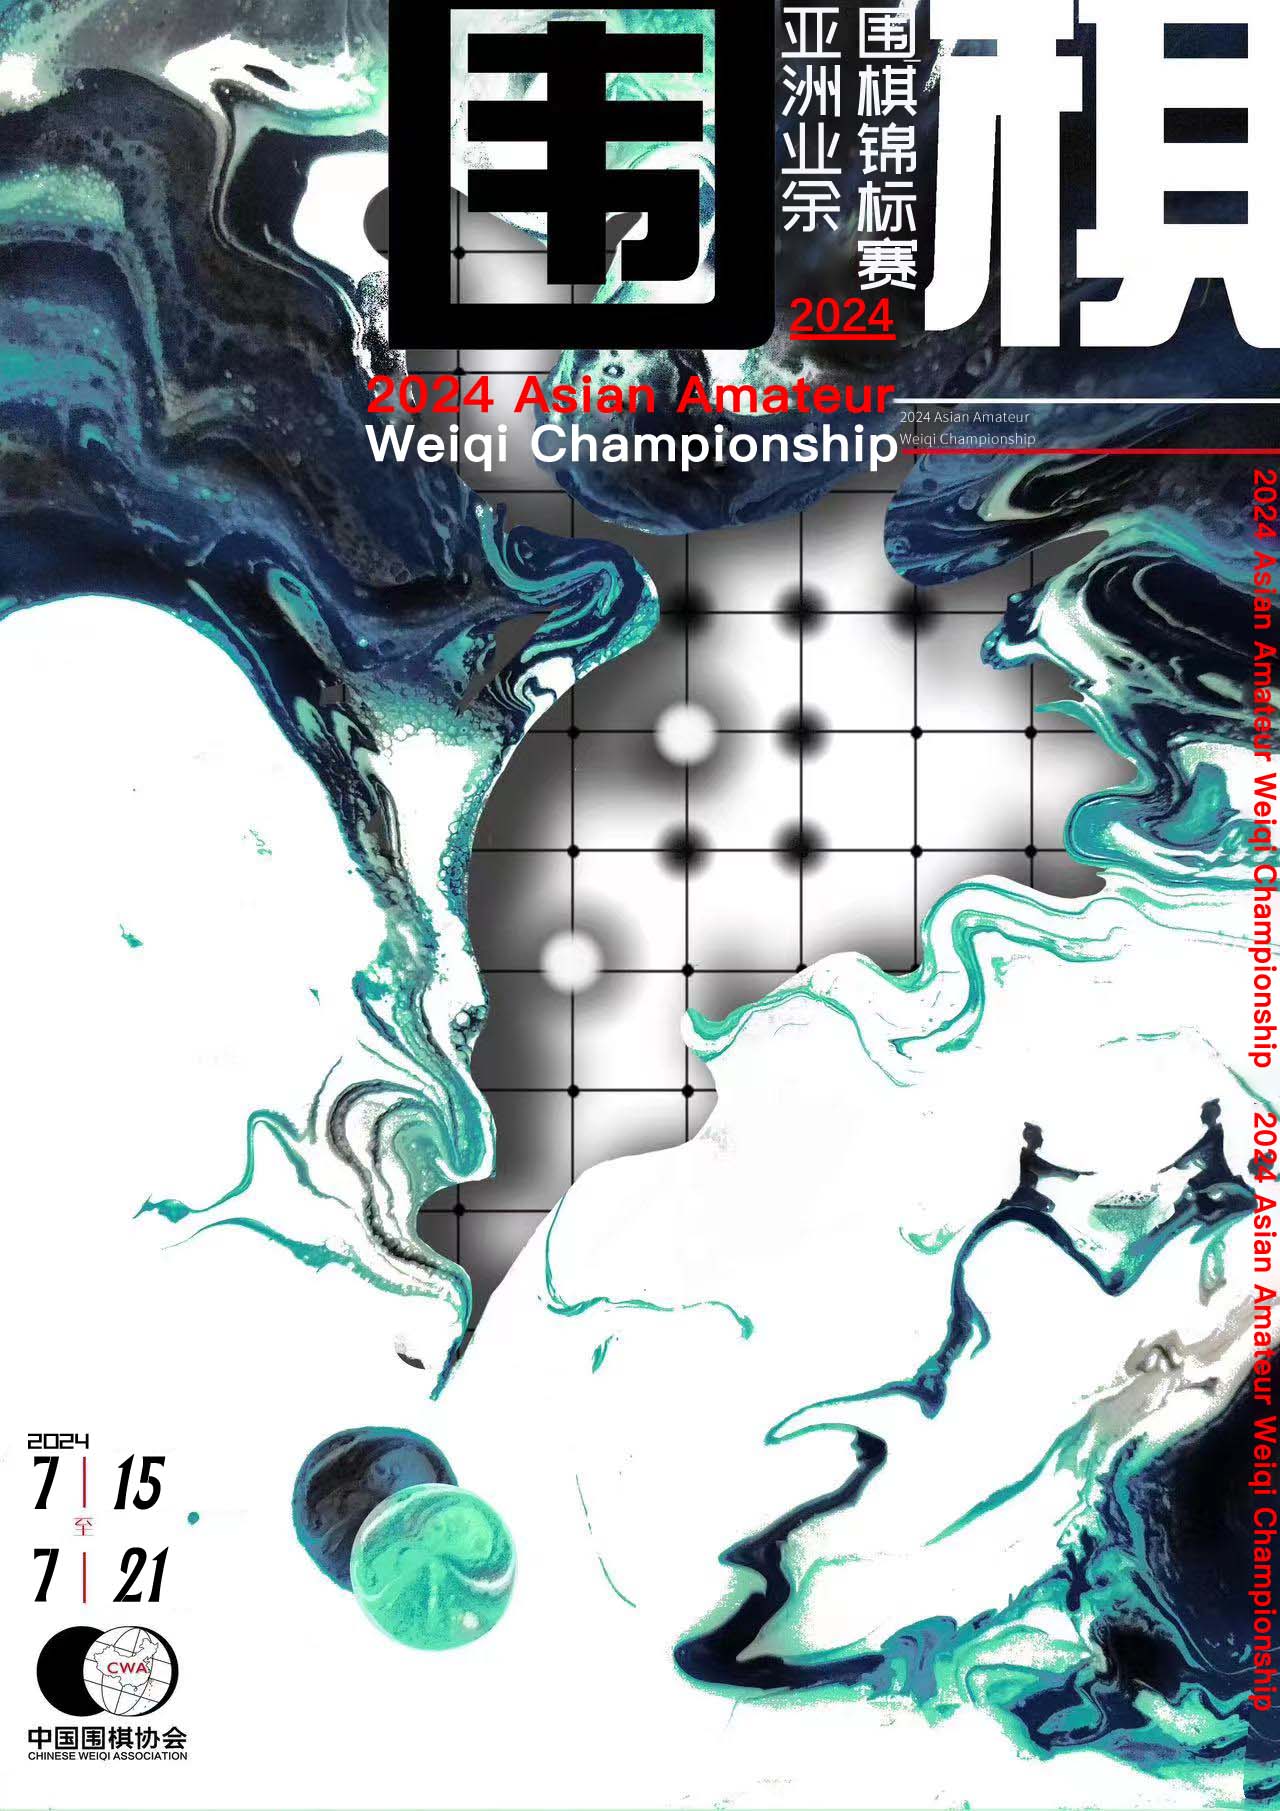 围棋
亚洲业余
围棋锦标赛
2024
2024 Asian Amateur
Weiqi Championship
2024 Asian Amateur
Weiqi Championship
2024 Asian Amateur Weiqi Championship
2024 Asian Amateur Weiqi Championship
2024
7 | 15
至
7 | 21
CWA
中国围棋协会
CHINESE WEIQI ASSOCIATION